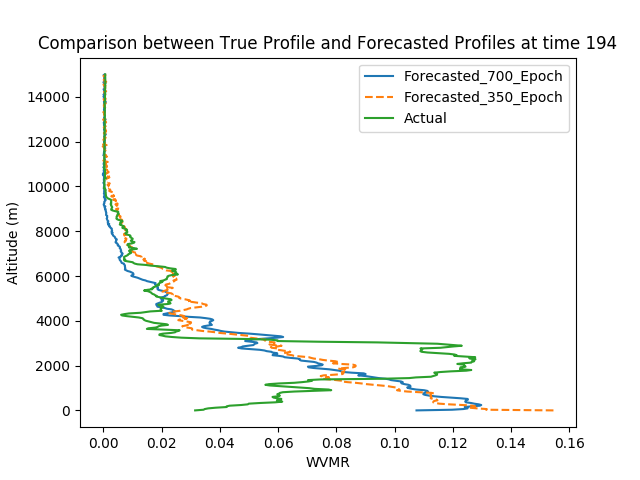 Comparison between True Profile and Forecasted Profiles at time 194
Forecasted_700_Epoch
Forecasted_350_Epoch
Actual
14000
12000
10000
8000
6000
4000
2000
0
Altitude (m)
0.00 0.02 0.04 0.06 0.08 0.10 0.12 0.14 0.16
WVMR